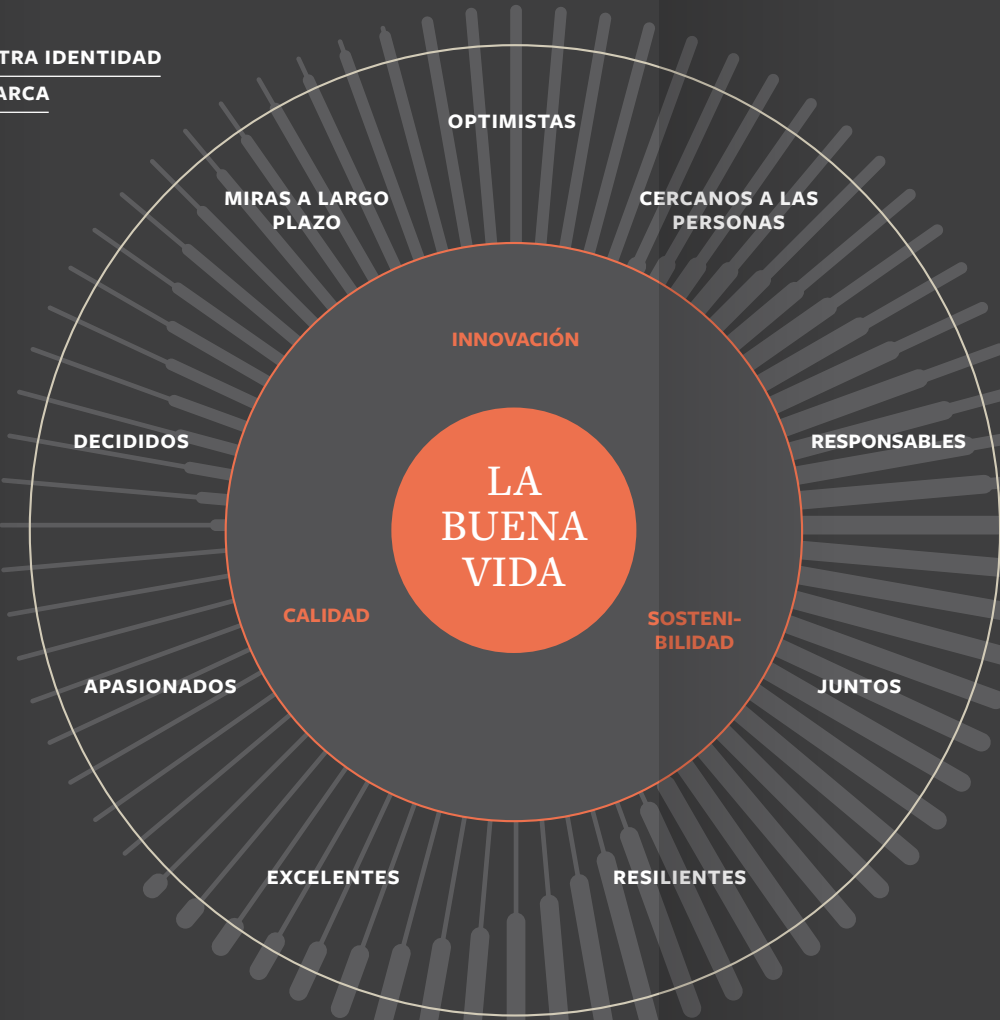 TRA IDENTIDAD
ARCA
OPTIMISTAS
MIRAS A LARGO
PLAZO
CERCANOS A LAS
PERSONAS
INNOVACIÓN
DECIDIDOS
RESPONSABLES
LA
BUENA
VIDA
CALIDAD
SOSTENI-
BILIDAD
APASIONADOS
JUNTOS
EXCELENTES
RESILIENTES